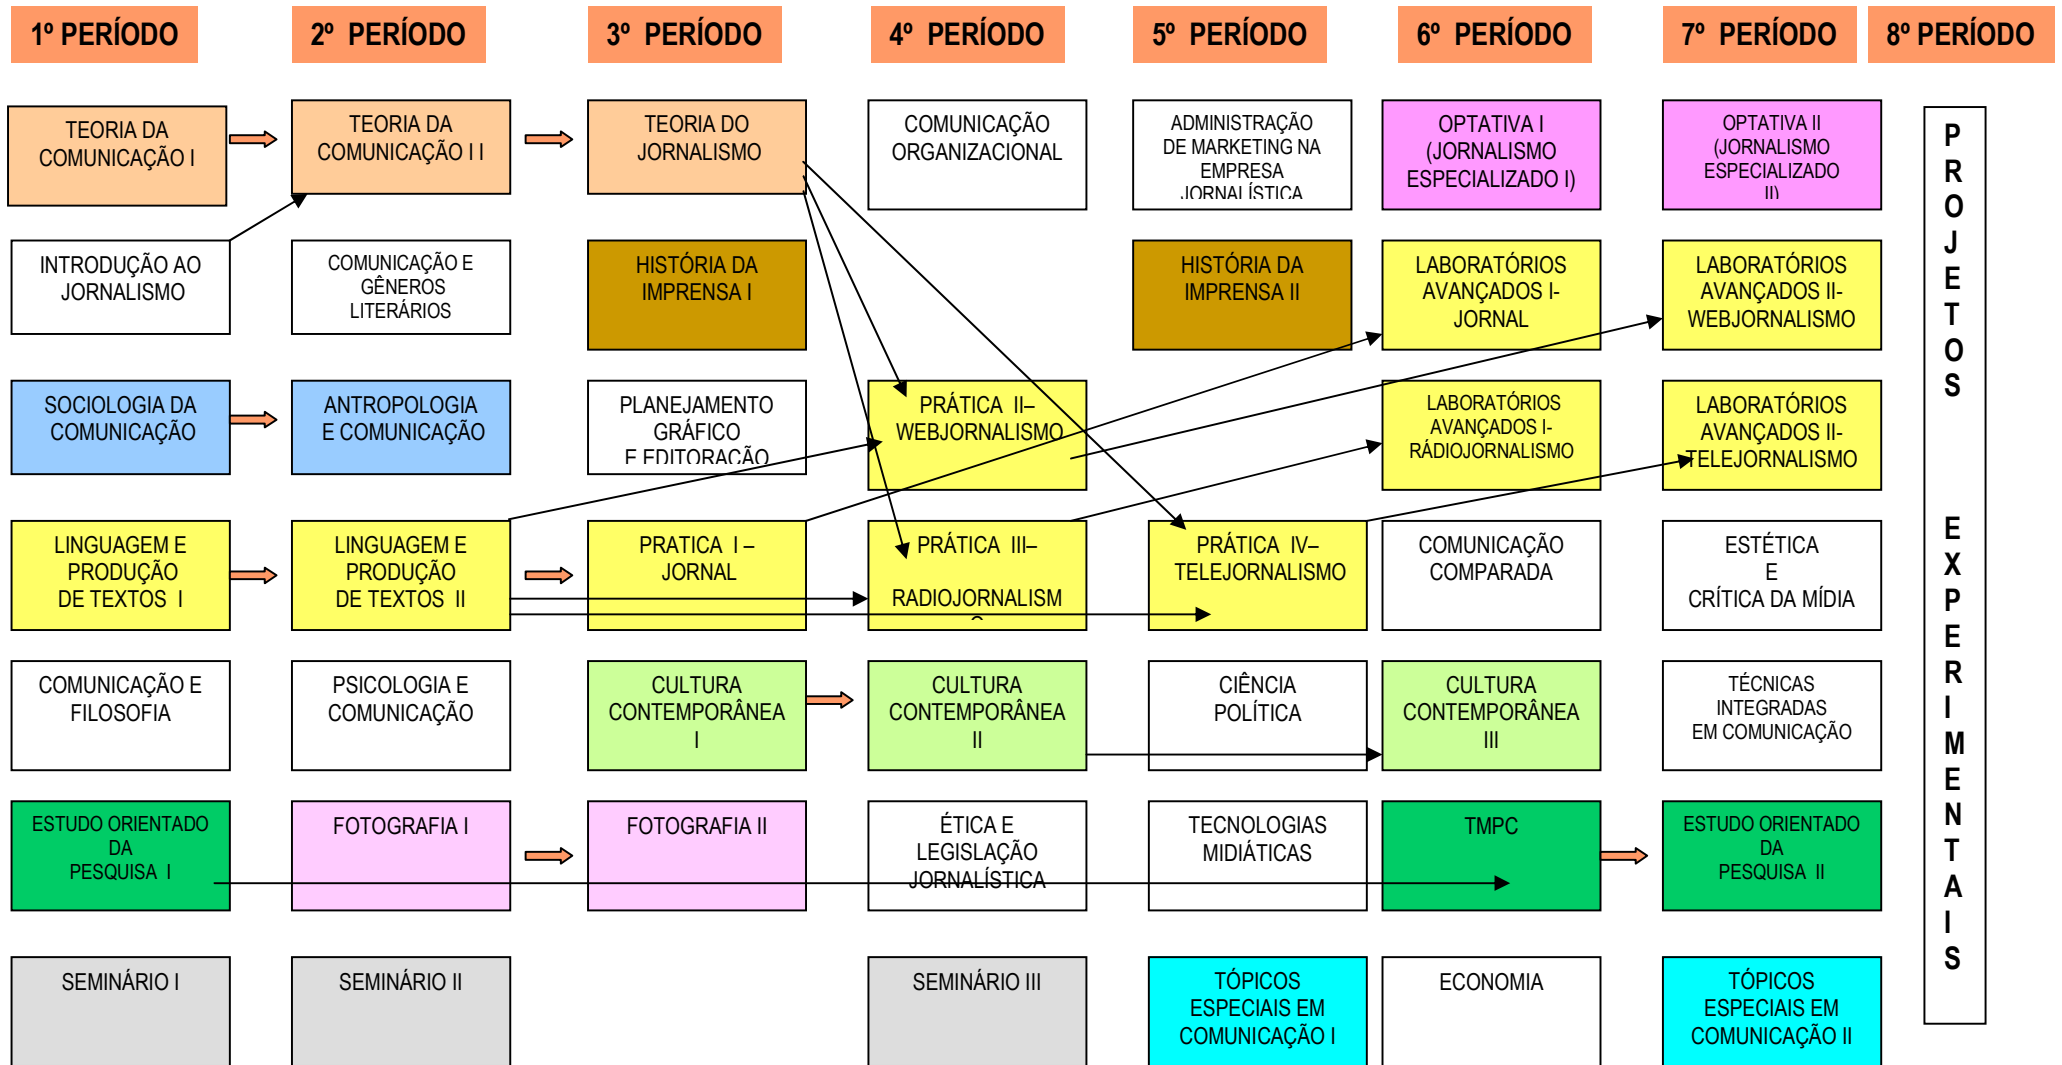 1º PERÍODO
2º PERÍODO
3º PERÍODO
4º PERÍODO
5º PERÍODO
6º PERÍODO
7º PERÍODO
8º PERÍODO
TEORIA DA
COMUNICAÇÃO I
TEORIA DA
COMUNICAÇÃO I I
TEORIA DO
JORNALISMO
COMUNICAÇÃO
ORGANIZACIONAL
ADMINISTRAÇÃO
DE MARKETING NA
EMPRESA
JORNALÍSTICA
OPTATIVA I
(JORNALISMO
ESPECIALIZADO I)
OPTATIVA II
(JORNALISMO
ESPECIALIZADO
II)
INTRODUÇÃO AO
JORNALISMO
COMUNICAÇÃO E
GÊNEROS
LITERÁRIOS
HISTÓRIA DA
IMPRENSA I
HISTÓRIA DA
IMPRENSA II
LABORATÓRIOS
AVANÇADOS I-
JORNAL
LABORATÓRIOS
AVANÇADOS II-
WEBJORNALISMO
SOCIOLOGIA DA
COMUNICAÇÃO
ANTROPOLOGIA
E COMUNICAÇÃO
PLANEJAMENTO
GRÁFICO
E EDITORAÇÃO
PRÁTICA II–
WEBJORNALISMO
LABORATÓRIOS
AVANÇADOS I-
RÁDIOJORNALISMO
LABORATÓRIOS
AVANÇADOS II-
TELEJORNALISMO
LINGUAGEM E
PRODUÇÃO
DE TEXTOS I
LINGUAGEM E
PRODUÇÃO
DE TEXTOS II
PRATICA I –
JORNAL
PRÁTICA III–
RADIOJORNALISM
PRÁTICA IV–
TELEJORNALISMO
COMUNICAÇÃO
COMPARADA
ESTÉTICA
E
CRÍTICA DA MÍDIA
COMUNICAÇÃO E
FILOSOFIA
PSICOLOGIA E
COMUNICAÇÃO
CULTURA
CONTEMPORÂNEA
I
CULTURA
CONTEMPORÂNEA
II
CIÊNCIA
POLÍTICA
CULTURA
CONTEMPORÂNEA
III
TÉCNICAS
INTEGRADAS
EM COMUNICAÇÃO
ESTUDO ORIENTADO
DA
PESQUISA I
FOTOGRAFIA I
FOTOGRAFIA II
ÉTICA E
LEGISLAÇÃO
JORNALÍSTICA
TECNOLOGIAS
MIDIÁTICAS
TMPC
ESTUDO ORIENTADO
DA
PESQUISA II
SEMINÁRIO I
SEMINÁRIO II
SEMINÁRIO III
TÓPICOS
ESPECIAIS EM
COMUNICAÇÃO I
ECONOMIA
TÓPICOS
ESPECIAIS EM
COMUNICAÇÃO II
PROJETOS EXPERIMENTAIS